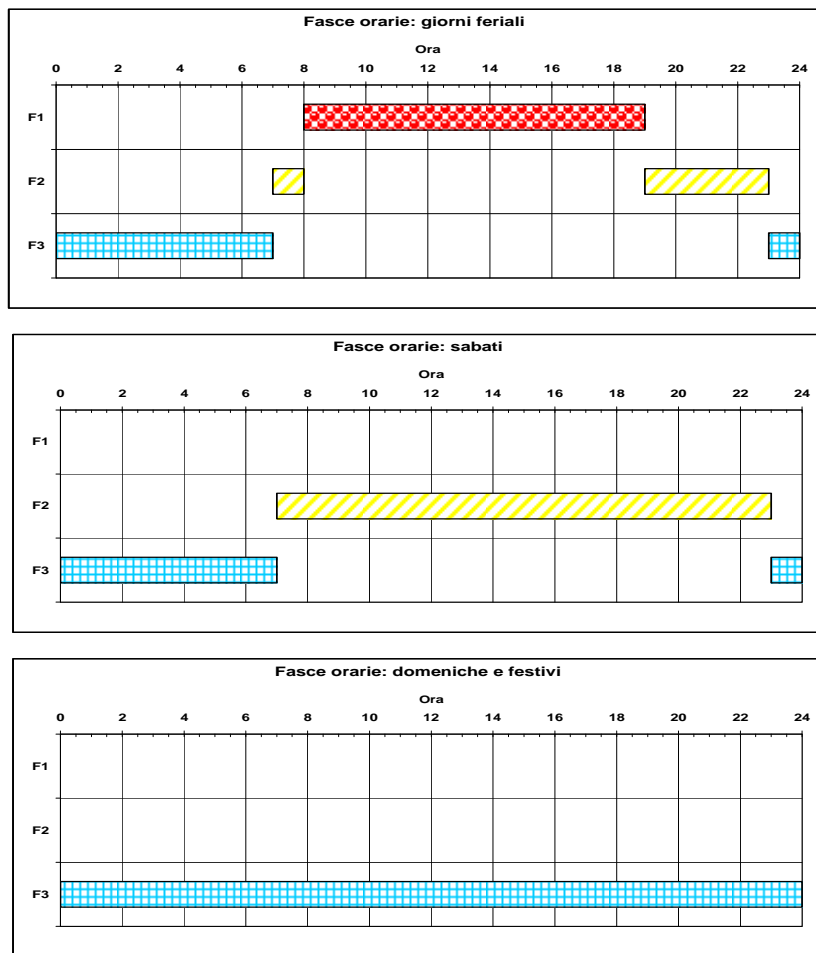 Fasce orarie: giorni feriali
Ora
0 2 4 6 8 10 12 14 16 18 20 22 24
F1
F2
F3
Fasce orarie: sabati
Ora
0 2 4 6 8 10 12 14 16 18 20 22 24
F1
F2
F3
Fasce orarie: domeniche e festivi
Ora
0 2 4 6 8 10 12 14 16 18 20 22 24
F1
F2
F3